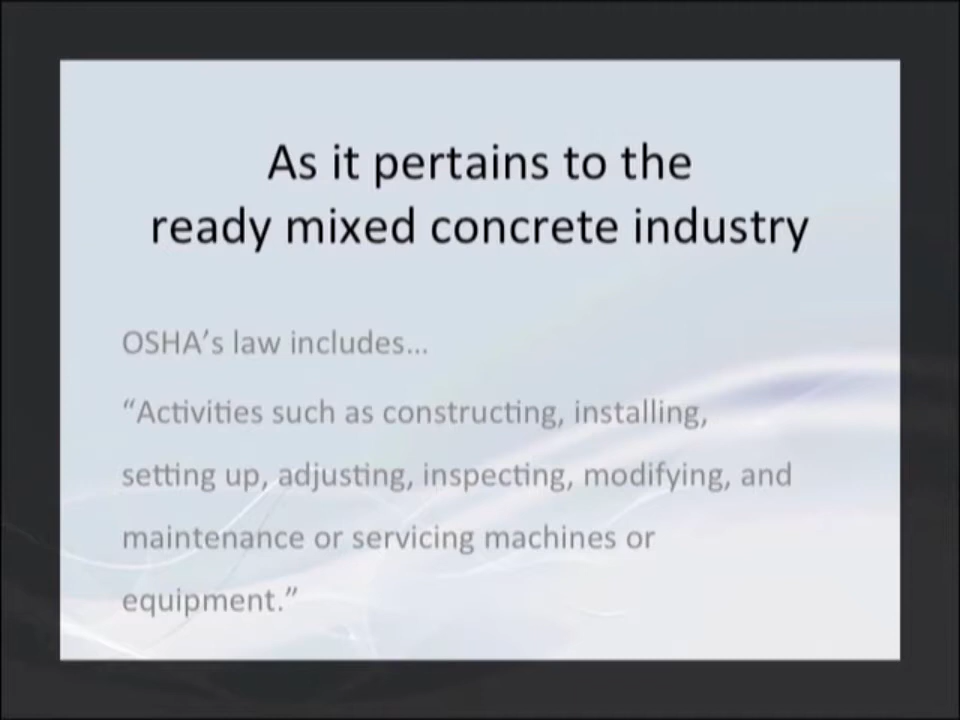 As it pertains to the
ready mixed concrete industry
OSHA’s law includes…
“Activities such as constructing, installing,
setting up, adjusting, inspecting, modifying, and
maintenance or servicing machines or
equipment.”